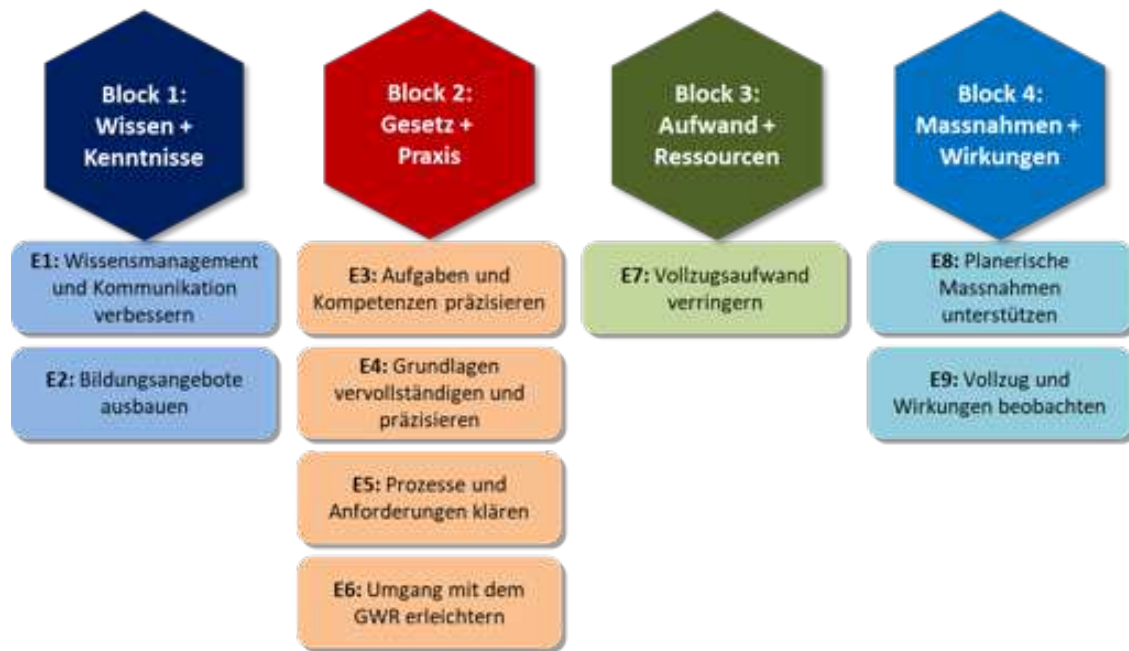 Block 1:
Wissen +
Kenntnisse
E1: Wissensmanagement
und Kommunikation
verbessern
E2: Bildungsangebote
ausbauen
Block 2:
Gesetz +
Praxis
E3: Aufgaben und
Kompetenzen präzisieren
E4: Grundlagen
vervollständigen und
präzisieren
E5: Prozesse und
Anforderungen klären
E6: Umgang mit dem
GWR erleichtern
Block 3:
Aufwand +
Ressourcen
E7: Vollzugsaufwand
verringern
Block 4:
Massnahmen +
Wirkungen
E8: Planerische
Massnahmen
unterstützen
E9: Vollzug und
Wirkungen beobachten